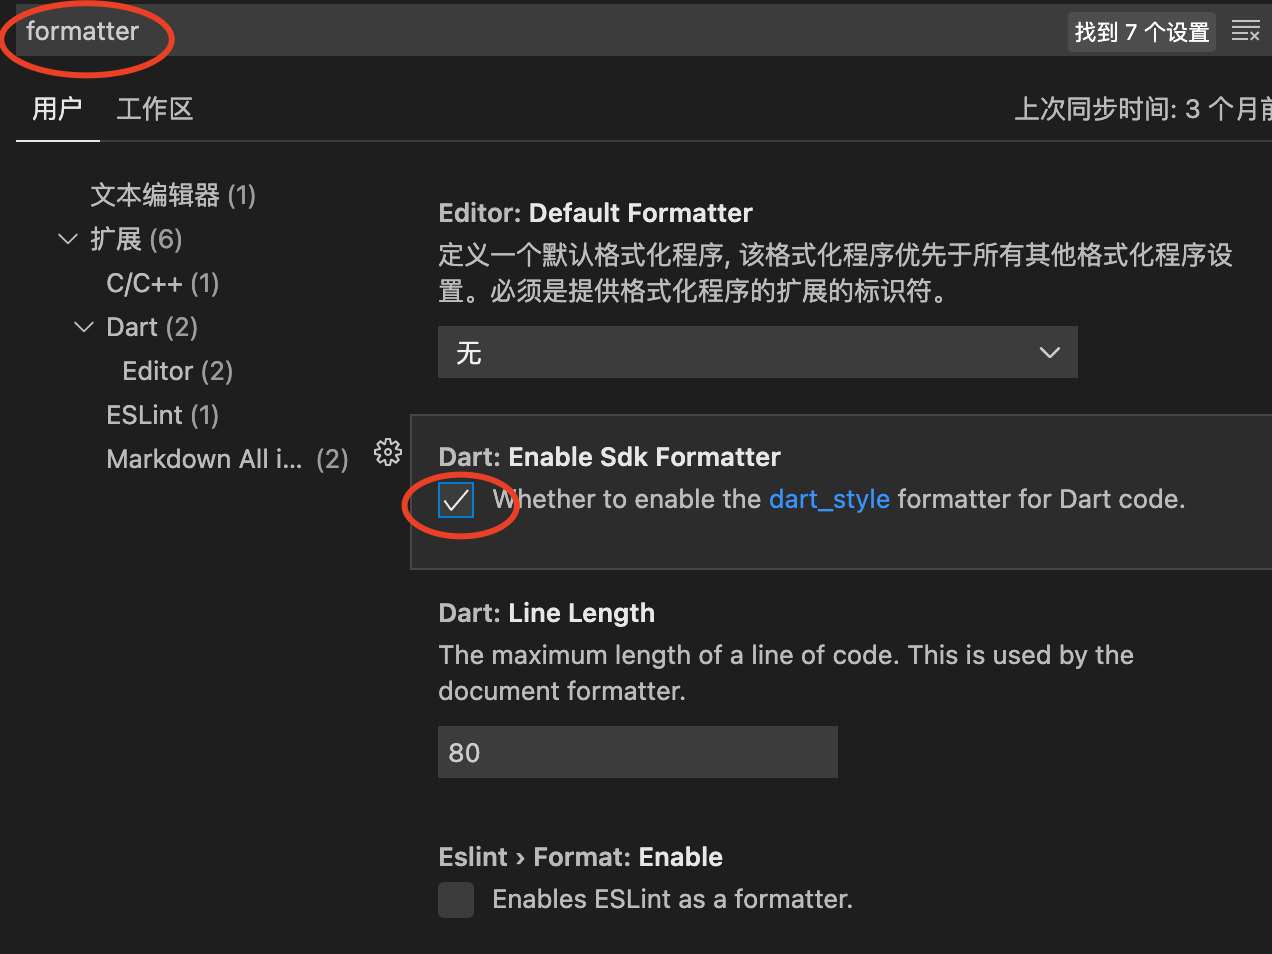 formatter
找到 7 个设置
用户
工作区
上次同步时间: 3 个月前
文本编辑器 (1)
扩展 (6)
C/C++ (1)
Dart (2)
Editor (2)
ESLint (1)
Markdown All i... (2)
Editor: Default Formatter
定义一个默认格式化程序, 该格式化程序优先于所有其他格式化程序设
置。必须是提供格式化程序的扩展的标识符。
无
Dart: Enable Sdk Formatter
Whether to enable the dart_style formatter for Dart code.
Dart: Line Length
The maximum length of a line of code. This is used by the
document formatter.
80
Eslint › Format: Enable
Enables ESLint as a formatter.